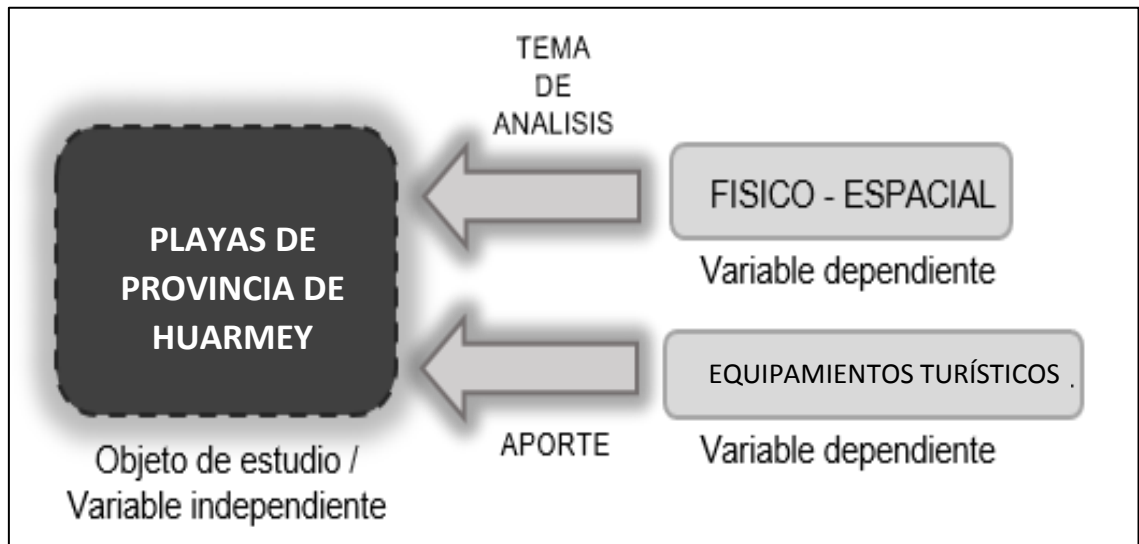 TEMA
DE
ANALISIS
PLAYAS DE
PROVINCIA DE
HUARMEY
Objeto de estudio /
Variable independiente
FISICO - ESPACIAL
Variable dependiente
EQUIPAMIENTOS TURÍSTICOS .
APORTE
Variable dependiente